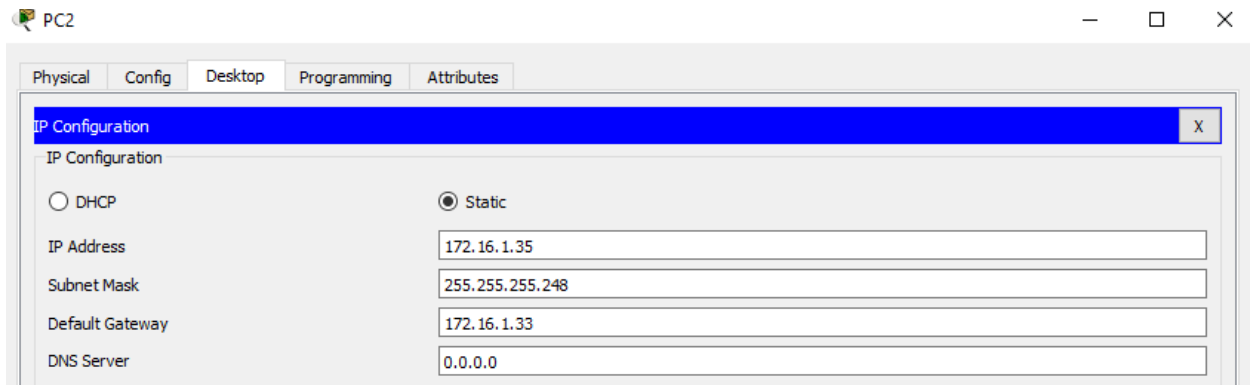 PC2
Physical Config Desktop Programming Attributes
IP Configuration X
IP Configuration
DHCP Static
IP Address 172.16.1.35
Subnet Mask 255.255.255.248
Default Gateway 172.16.1.33
DNS Server 0.0.0.0